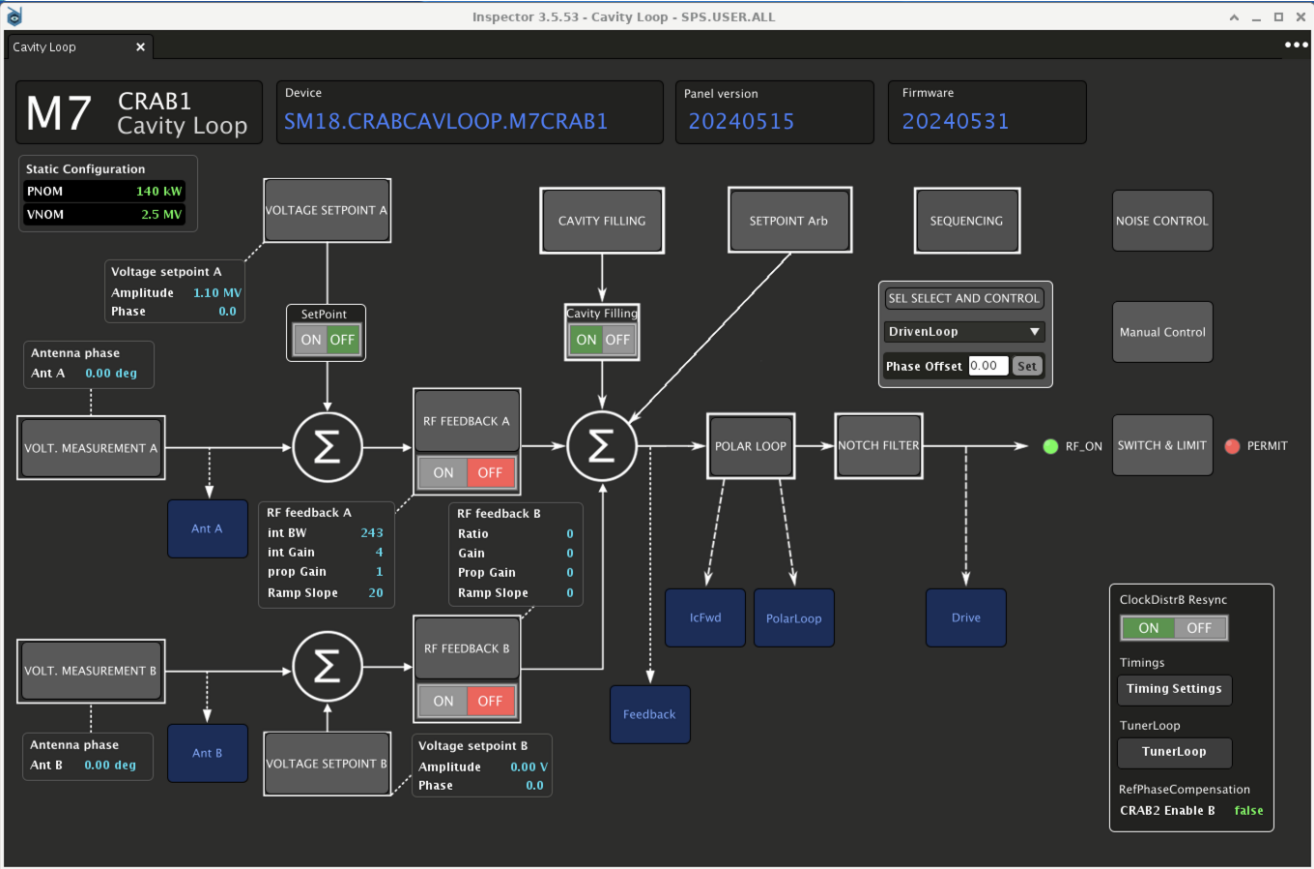 Inspector 3.5.53 - Cavity Loop - SPS.USER.ALL
Cavity Loop
M7
CRAB1
Cavity Loop
Device
SM18.CRABCAVLOOP.M7CRAB1
Panel version
20240515
Firmware
20240531
Static Configuration
PNOM 140 kW
VNOM 2.5 MV
VOLTAGE SETPOINT A
CAVITY FILLING
SETPOINT Arb
SEQUENCING
NOISE CONTROL
Voltage setpoint A
Amplitude 1.10 MV
Phase 0.0
SetPoint
ON OFF
Cavity Filling
ON OFF
SEL SELECT AND CONTROL
DrivenLoop
Phase Offset 0.00 Set
Manual Control
Antenna phase
Ant A 0.00 deg
VOLT. MEASUREMENT A
Σ
RF FEEDBACK A
ON OFF
Σ
POLAR LOOP
NOTCH FILTER
RF_ON
SWITCH & LIMIT
PERMIT
Ant A
RF feedback A
int BW 243
int Gain 4
prop Gain 1
Ramp Slope 20
RF feedback B
Ratio 0
Gain 0
Prop Gain 0
Ramp Slope 0
IcFwd
PolarLoop
Drive
VOLT. MEASUREMENT B
Σ
RF FEEDBACK B
ON OFF
Feedback
Antenna phase
Ant B 0.00 deg
Ant B
VOLTAGE SETPOINT B
Voltage setpoint B
Amplitude 0.00 V
Phase 0.0
ClockDistrB Resync
ON OFF
Timings
Timing Settings
TunerLoop
TunerLoop
RefPhaseCompensation
CRAB2 Enable B false